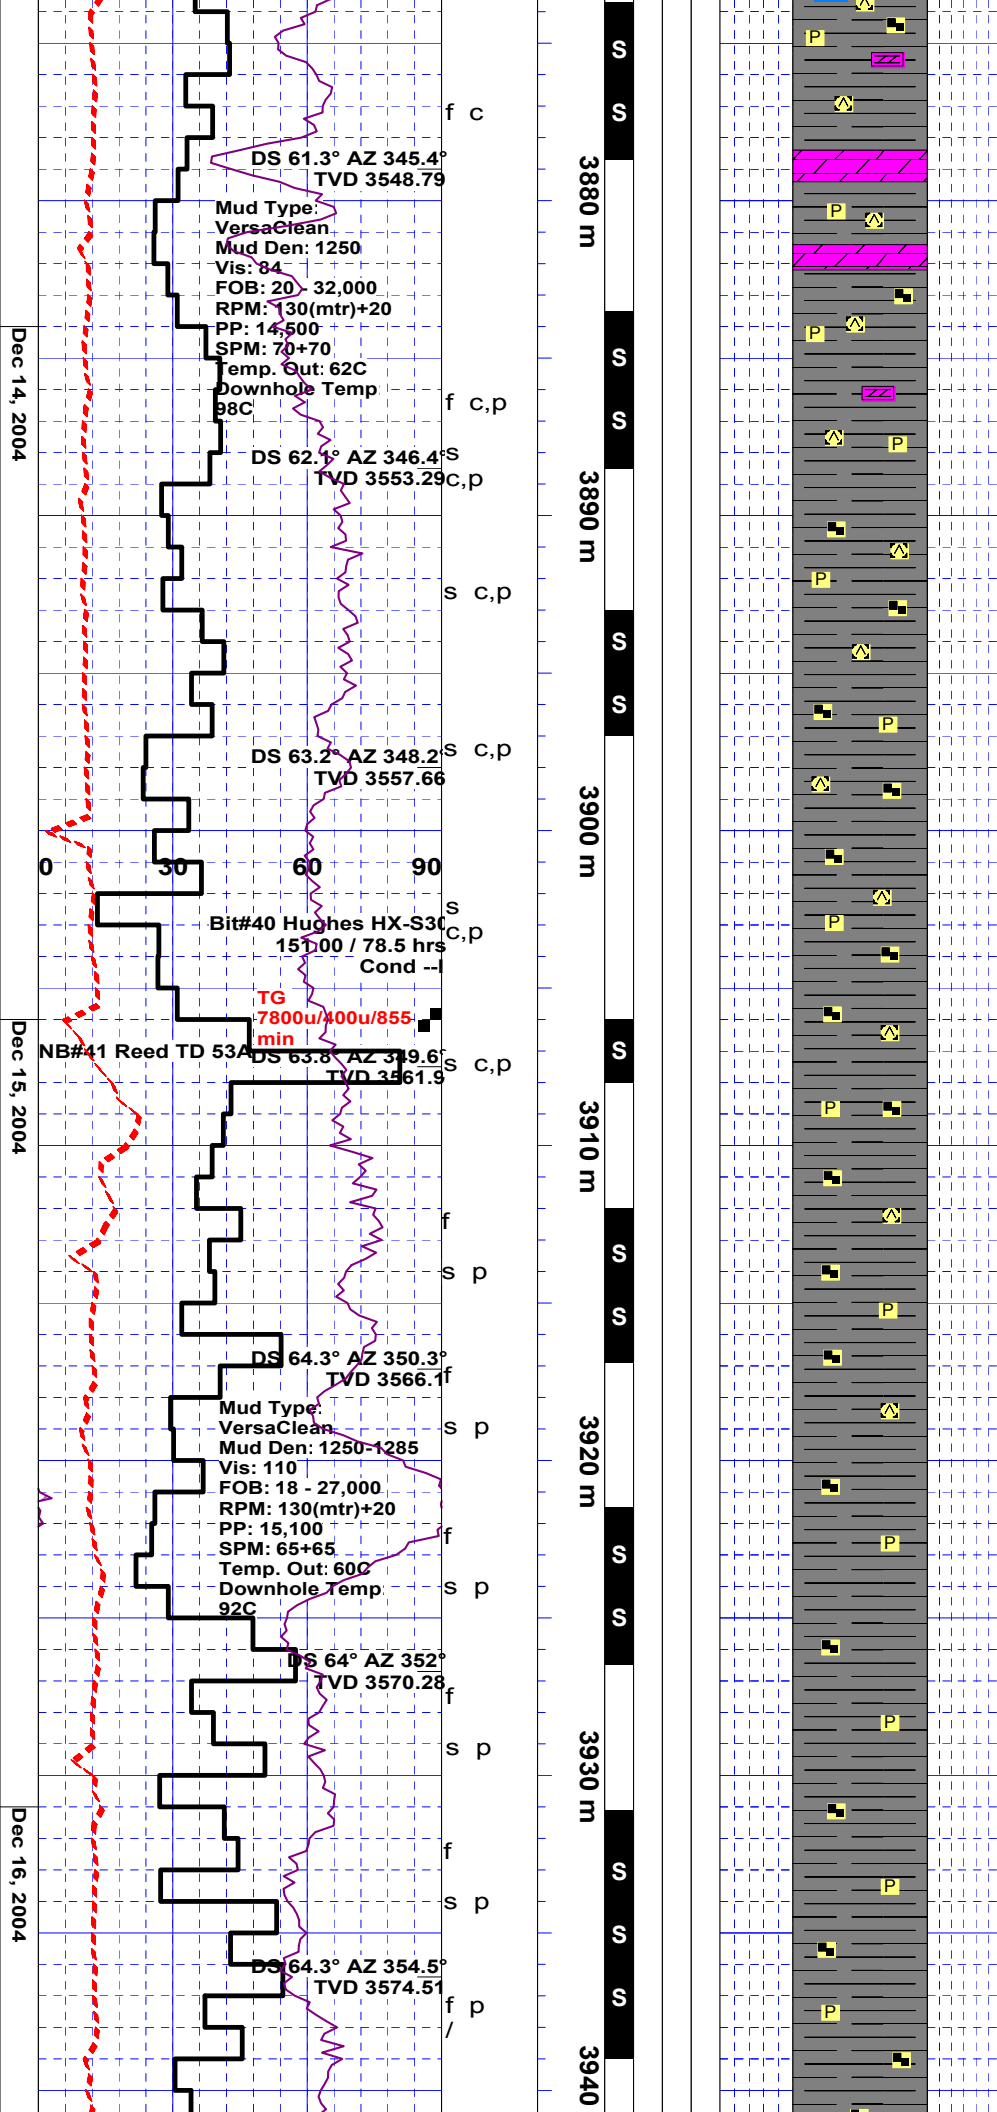 S
P
f c
S
DS 61.3° AZ 345.4°
TVD 3548.79
3880 m
Mud Type:
VersaClean
Mud Den: 1250
Vis: 84
FOB: 20 - 32,000
RPM: 130(mtr)+20
PP: 14,500
SPM: 70+70
Temp. Out: 62C
Downhole Temp
98C
P
Dec 14, 2004
S
P
f c,p
S
P
DS 62.1° AZ 346.4°
TVD 3553.29
s
c,p
3890 m
P
s c,p
S
S
P
DS 63.2° AZ 348.2°
TVD 3557.66
s c,p
3900 m
0 30 60 90
s
c,p
Bit#40 Hughes HX-S30
151.00 / 78.5 hrs
Cond --
P
TG
7800u/400u/855
min
Dec 15, 2004
NB#41 Reed TD 53A
DS 63.8° AZ 349.6°
TVD 3561.9
s c,p
S
3910 m
P
f
S
s p
S
P
DS 64.3° AZ 350.3°
TVD 3566.1
f
Mud Type:
VersaClean
Mud Den: 1250-1285
Vis: 110
FOB: 18 - 27,000
RPM: 130(mtr)+20
PP: 15,100
SPM: 65+65
Temp. Out: 60C
Downhole Temp
92C
s p
3920 m
f
S
P
s p
S
DS 64° AZ 352°
TVD 3570.28
f
P
s p
3930 m
Dec 16, 2004
f
S
P
s p
S
DS 64.3° AZ 354.5°
TVD 3574.51
f p
/
S
P
3940